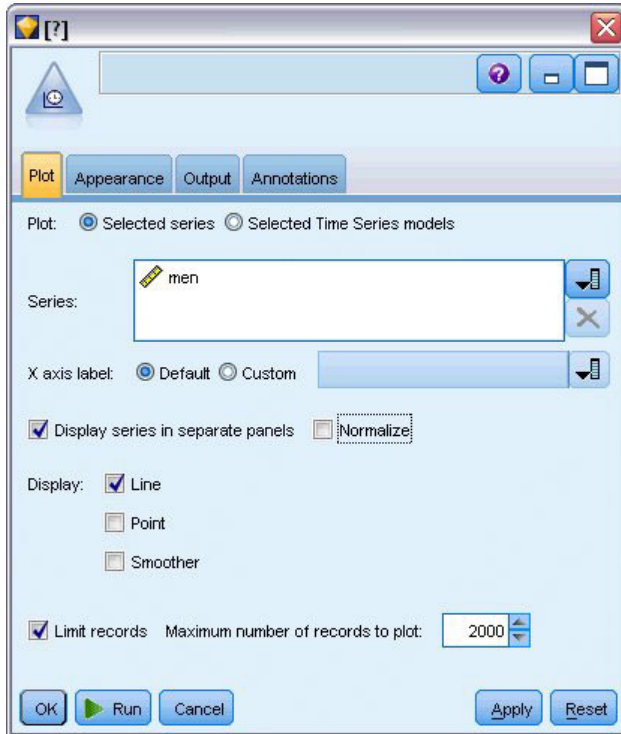 [?]
Plot Appearance Output Annotations
Plot: Selected series Selected Time Series models
men
Series:
X axis label: Default Custom
Display series in separate panels Normalize
Display: Line
Point
Smoother
Limit records Maximum number of records to plot: 2000
OK Run Cancel Apply Reset